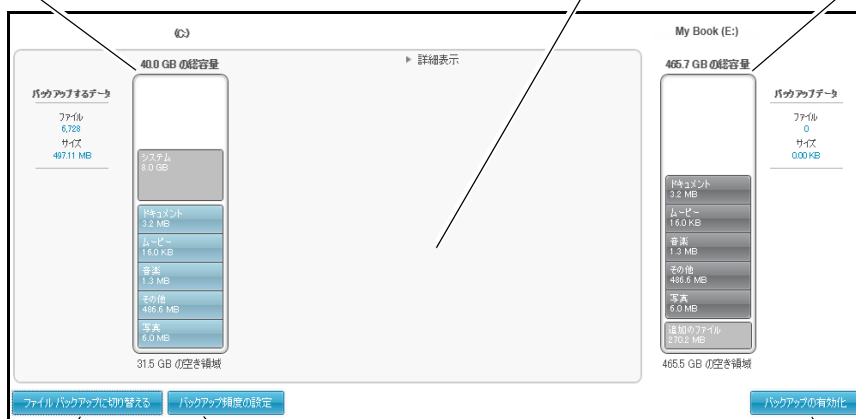 (C:)
My Book (E:)
40.0 GB の総容量
▶ 詳細表示
465.7 GB の総容量
バックアップするデータ
ファイル
6,728
サイズ
497.11 MB
システム
8.0 GB
ドキュメント
3.2 MB
ムービー
16.0 KB
音楽
1.3 MB
その他
486.6 MB
写真
6.0 MB
31.5 GB の空き領域
ドキュメント
3.2 MB
ムービー
16.0 KB
音楽
1.3 MB
その他
486.6 MB
写真
6.0 MB
追加のファイル
270.2 MB
465.5 GB の空き領域
バックアップデータ
ファイル
0
サイズ
0.00 KB
ファイル バックアップに切り替える
バックアップ頻度の設定
バックアップの有効化